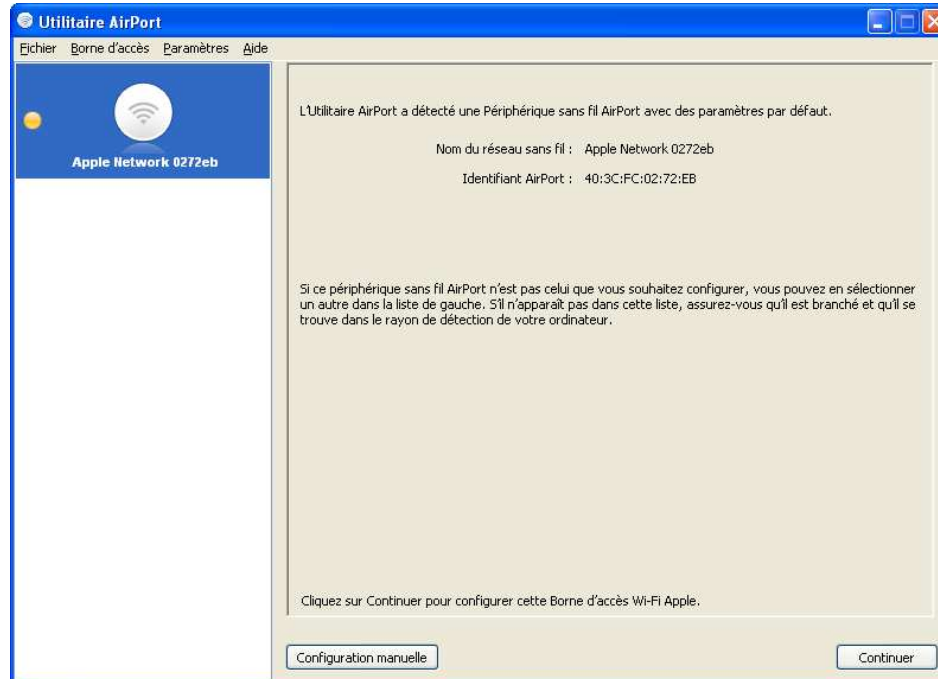 Utilitaire AirPort
Fichier Borne d'accès Paramètres Aide
Apple Network 0272eb
L'Utilitaire AirPort a détecté une Périphérique sans fil AirPort avec des paramètres par défaut.
Nom du réseau sans fil : Apple Network 0272eb
Identifiant AirPort : 40:3C:FC:02:72:EB
Si ce périphérique sans fil AirPort n'est pas celui que vous souhaitez configurer, vous pouvez en sélectionner
un autre dans la liste de gauche. S'il n'apparaît pas dans cette liste, assurez-vous qu'il est branché et qu'il se
trouve dans le rayon de détection de votre ordinateur.
Cliquez sur Continuer pour configurer cette Borne d'accès Wi-Fi Apple.
Configuration manuelle Continuer